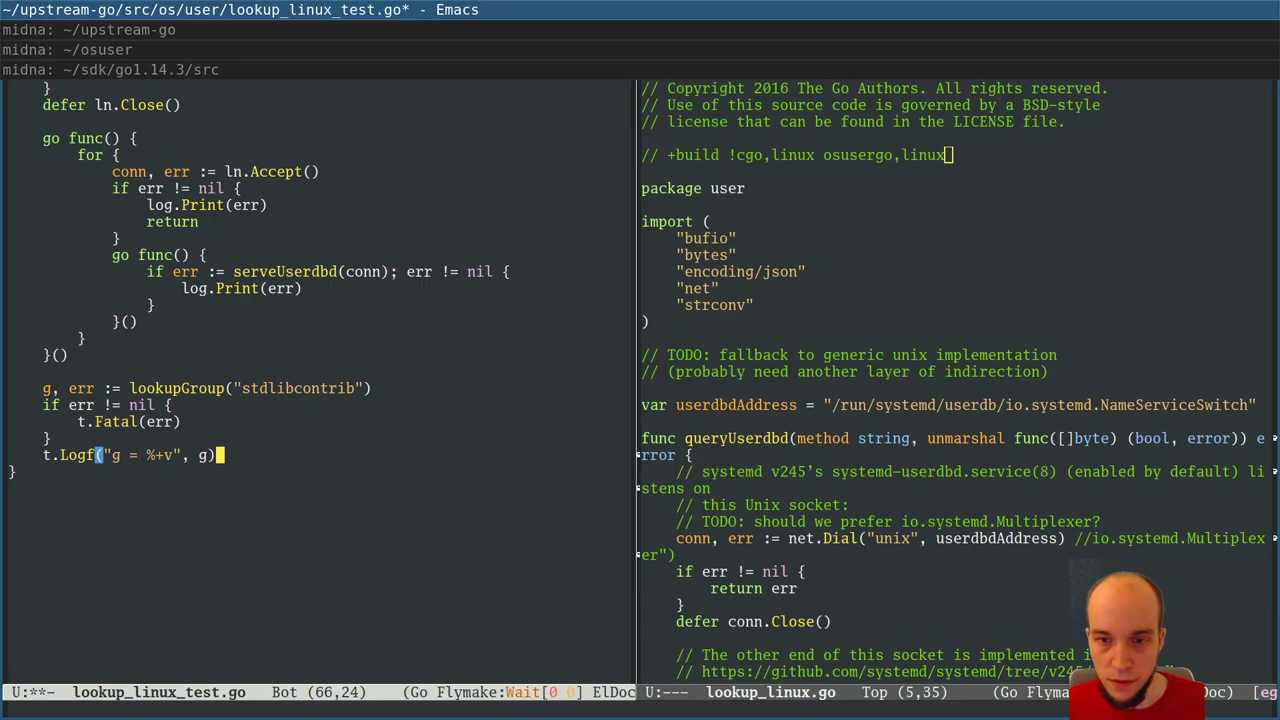 ~/upstream-go/src/os/user/lookup_linux_test.go* - Emacs
midna: ~/upstream-go
midna: ~/osuser
midna: ~/sdk/go1.14.3/src
}
defer ln.Close()
go func() {
for {
conn, err := ln.Accept()
if err != nil {
log.Print(err)
return
}
go func() {
if err := serveUserdbd(conn); err != nil {
log.Print(err)
}
}()
}
}()
g, err := lookupGroup("stdlibcontrib")
if err != nil {
t.Fatal(err)
}
t.Logf("g = %+v", g)
}
U:**- lookup_linux_test.go Bot (66,24) (Go Flymake:Wait[0 0] ElDoc
// Copyright 2016 The Go Authors. All rights reserved.
// Use of this source code is governed by a BSD-style
// license that can be found in the LICENSE file.
// +build !cgo,linux osusergo,linux
package user
import (
"bufio"
"bytes"
"encoding/json"
"net"
"strconv"
)
// TODO: fallback to generic unix implementation
// (probably need another layer of indirection)
var userdbdAddress = "/run/systemd/userdb/io.systemd.NameServiceSwitch"
func queryUserdbd(method string, unmarshal func([]byte) (bool, error)) e
rror {
// systemd v245's systemd-userdbd.service(8) (enabled by default) li
stens on
// this Unix socket:
// TODO: should we prefer io.systemd.Multiplexer?
conn, err := net.Dial("unix", userdbdAddress) //io.systemd.Multiplex
er")
if err != nil {
return err
}
defer conn.Close()
// The other end of this socket is implemented
// https://github.com/systemd/systemd/tree/v245
U:--- lookup_linux.go Top (5,35) (Go Flyma oc) [eg